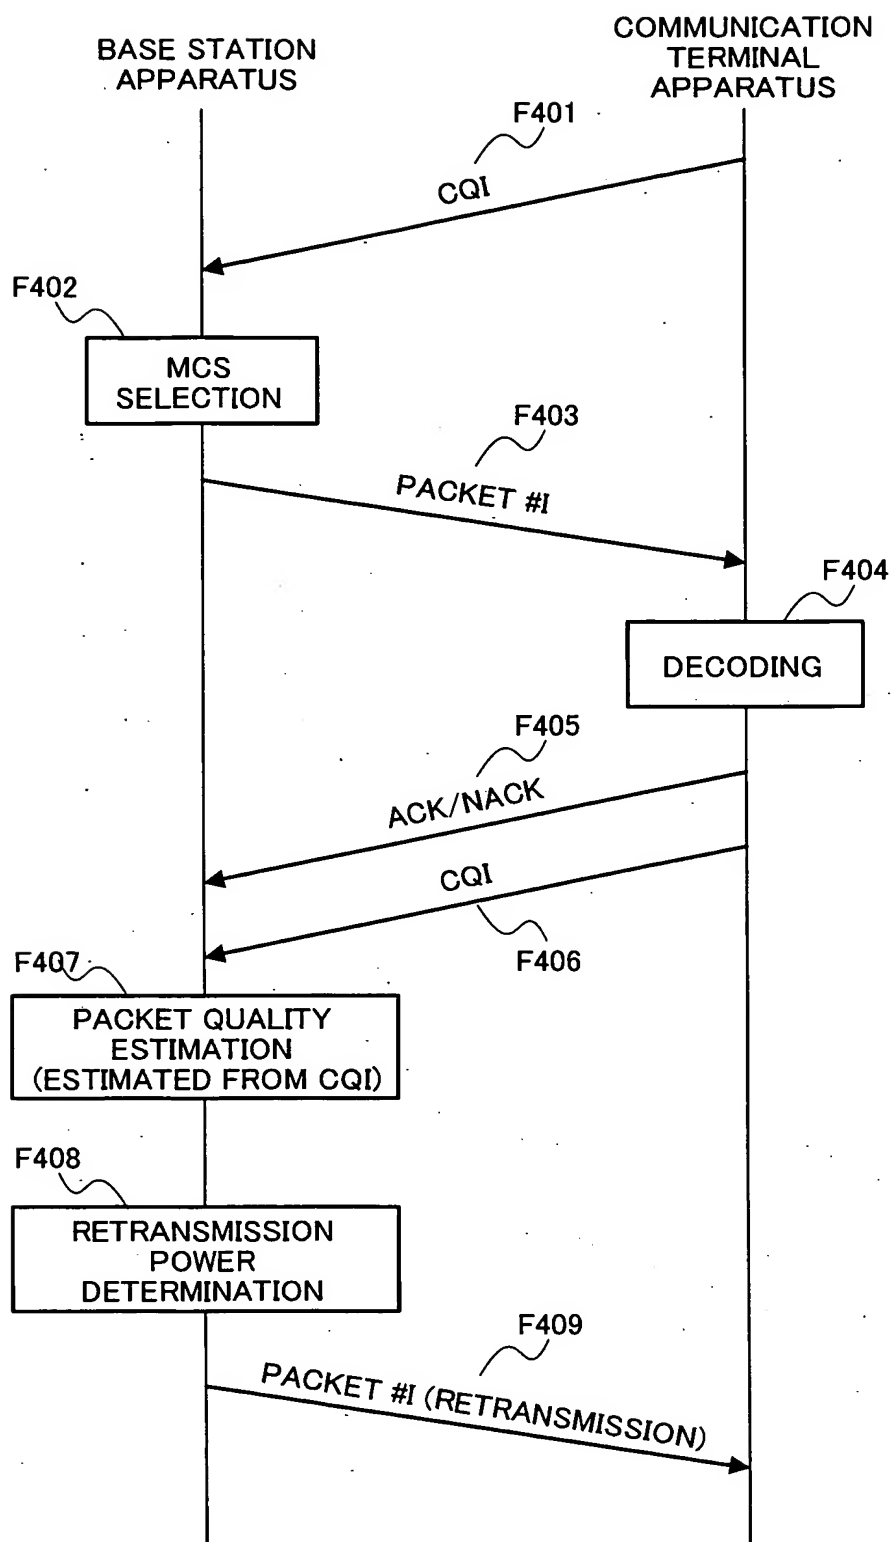 BASE STATION
APPARATUS
COMMUNICATION
TERMINAL
APPARATUS
F401
CQI
F402
MCS
SELECTION
F403
PACKET #I
F404
DECODING
F405
ACK/NACK
CQI
F406
F407
PACKET QUALITY
ESTIMATION
(ESTIMATED FROM CQI)
F408
RETRANSMISSION
POWER
DETERMINATION
F409
PACKET #I (RETRANSMISSION)